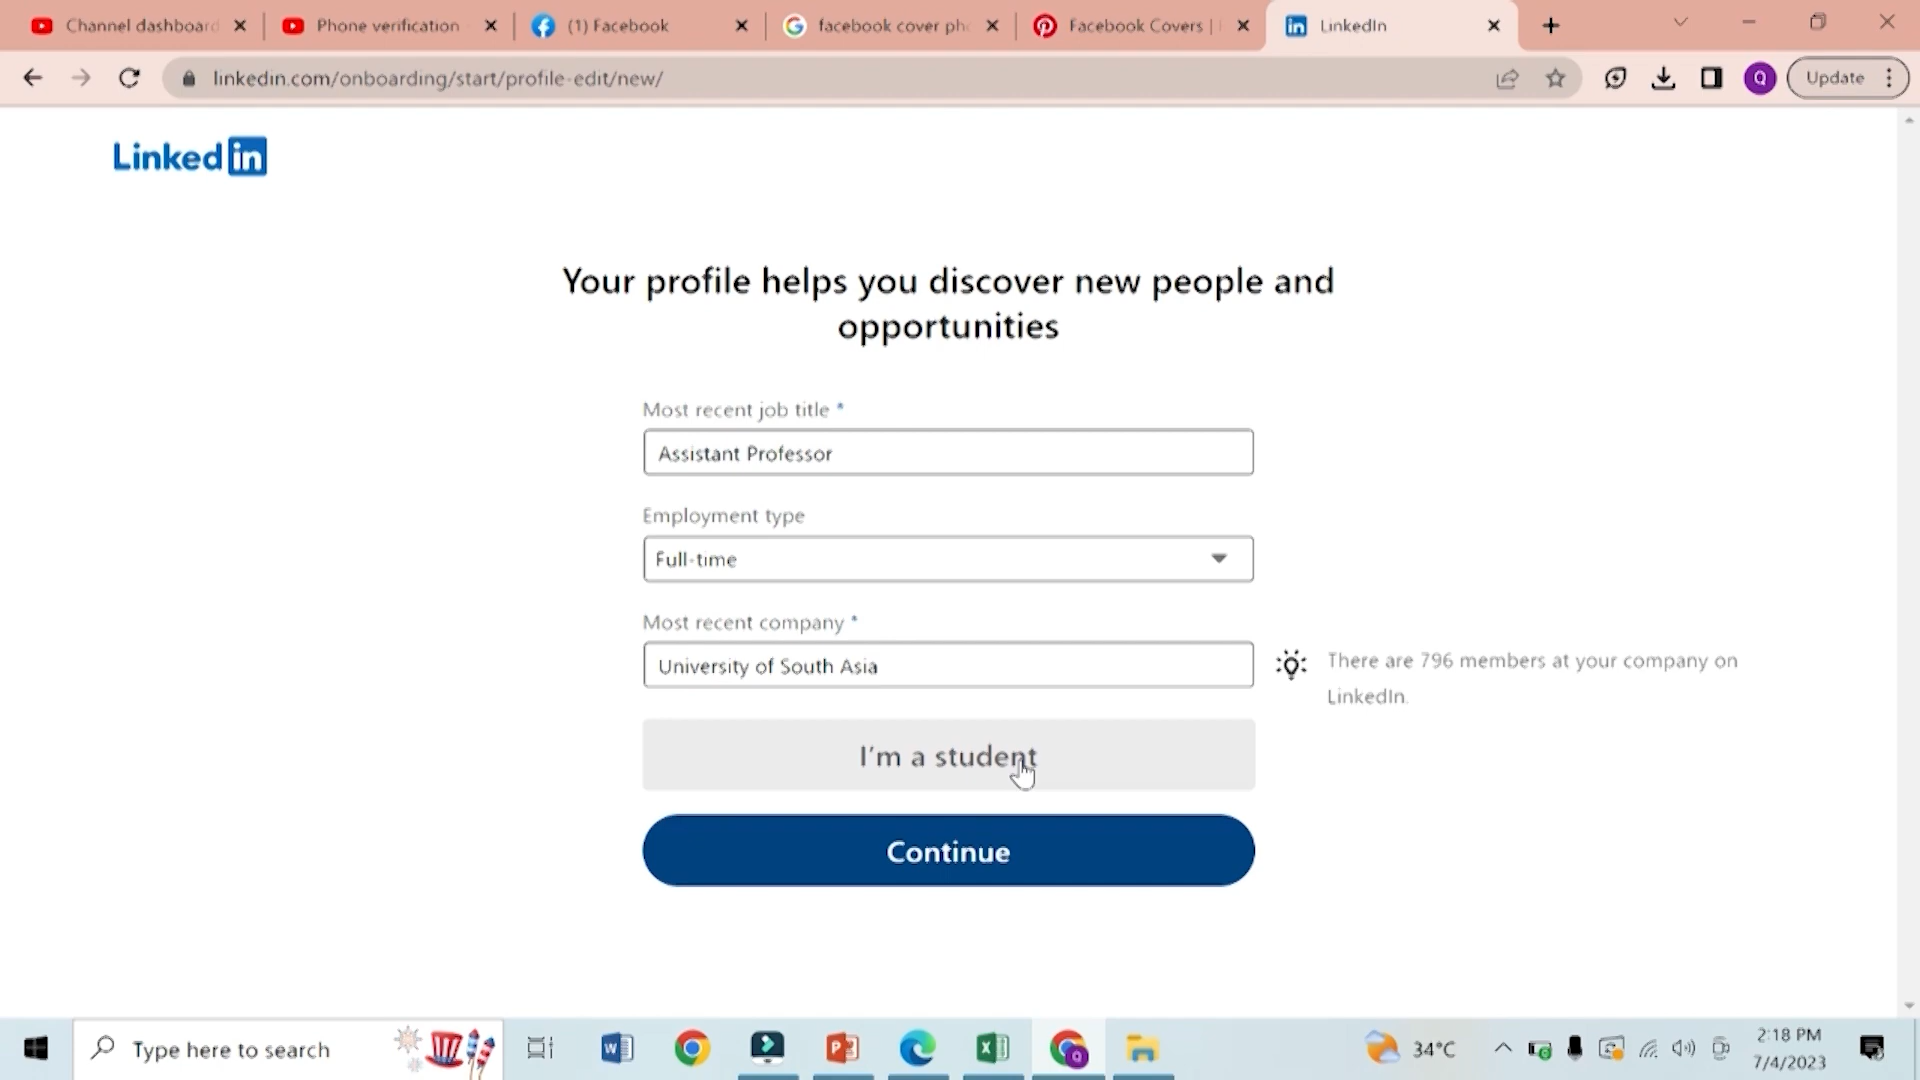 Channel dashboard
Phone verification
(1) Facebook
facebook cover pho
Facebook Covers |
LinkedIn
linkedin.com/onboarding/start/profile-edit/new/
Q
Update
Linked in
Your profile helps you discover new people and
opportunities
Most recent job title *
Assistant Professor
Employment type
Full-time
Most recent company *
University of South Asia
There are 796 members at your company on
LinkedIn.
I'm a student
Continue
Type here to search
34°C
2:18 PM
7/4/2023